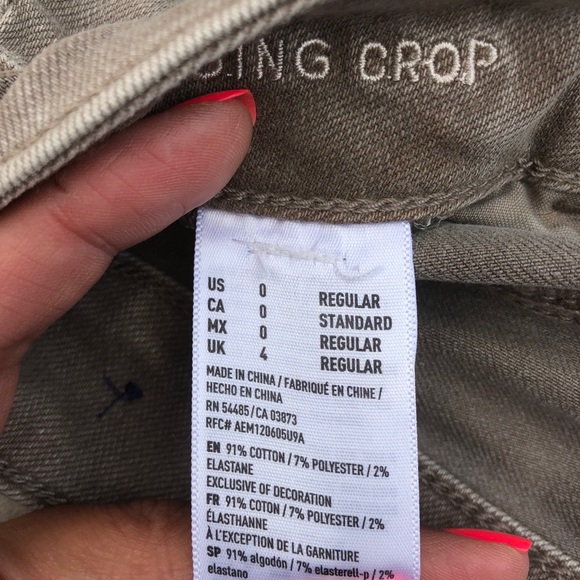 GING CROP
US 0 REGULAR
CA 0 STANDARD
MX 0 REGULAR
UK 4 REGULAR
MADE IN CHINA / FABRIQUÉ EN CHINE /
HECHO EN CHINA
RN 54485/CA 03873
RFC# AEM120605U9A
EN 91% COTTON / 7% POLYESTER / 2%
ELASTANE
EXCLUSIVE OF DECORATION
FR 91% COTON / 7% POLYESTER / 2%
ÉLASTHANNE
À L'EXCEPTION DE LA GARNITURE
SP 91% algodón / 7% elasterell-p / 2%
elastano